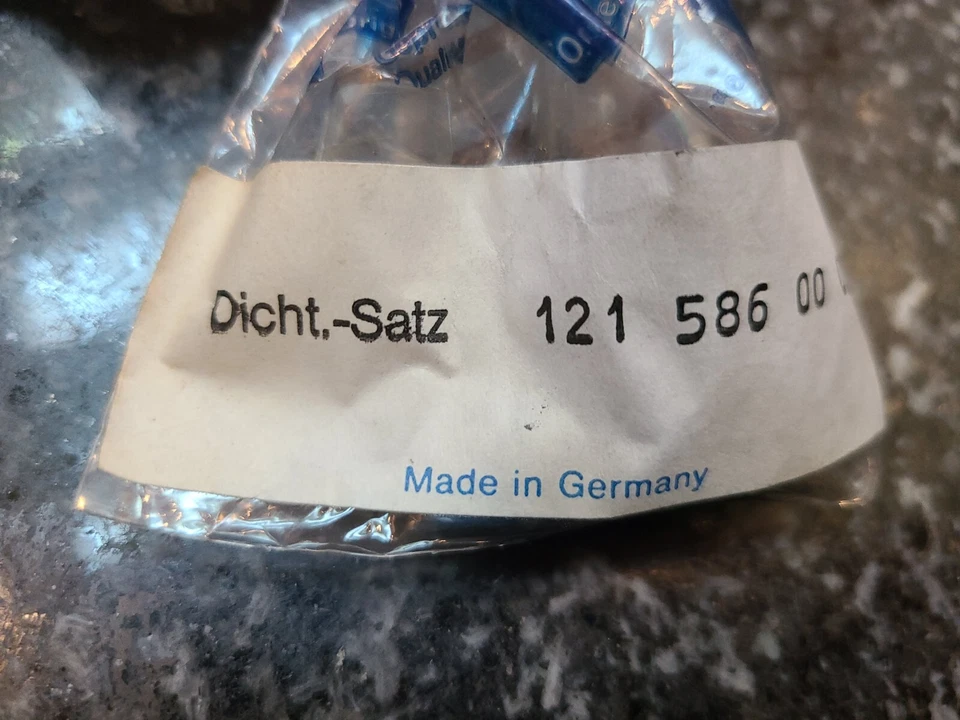 Dicht.-Satz 121 586 00
Made in Germany